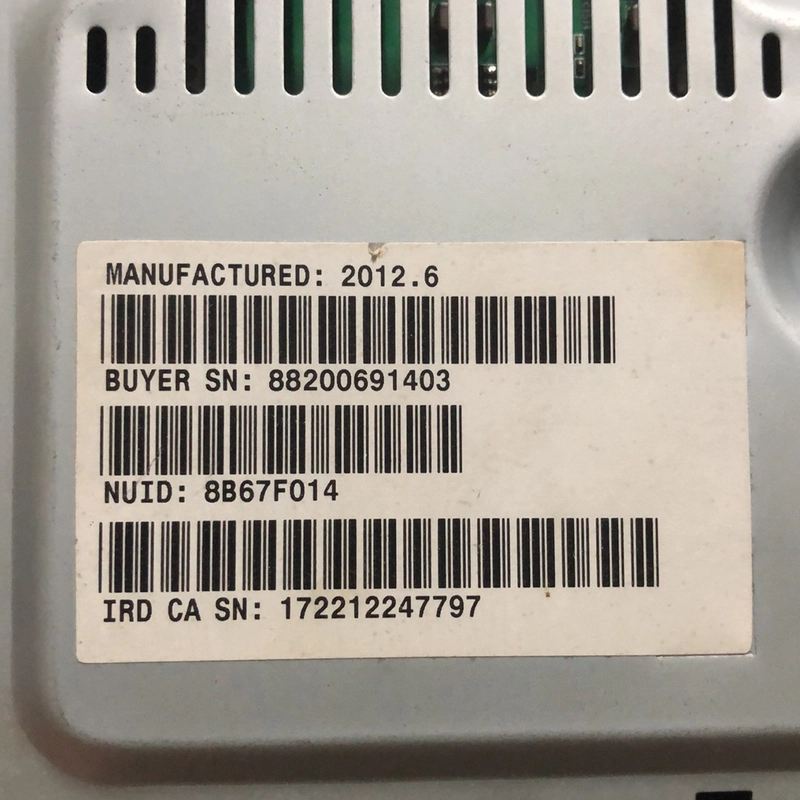 MANUFACTURED: 2012.6
BUYER SN: 88200691403
NUID: 8B67F014
IRD CA SN: 172212247797